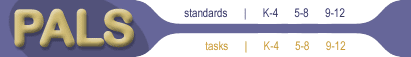 PALS
standards | K-4 5-8 9-12
tasks | K-4 5-8 9-12